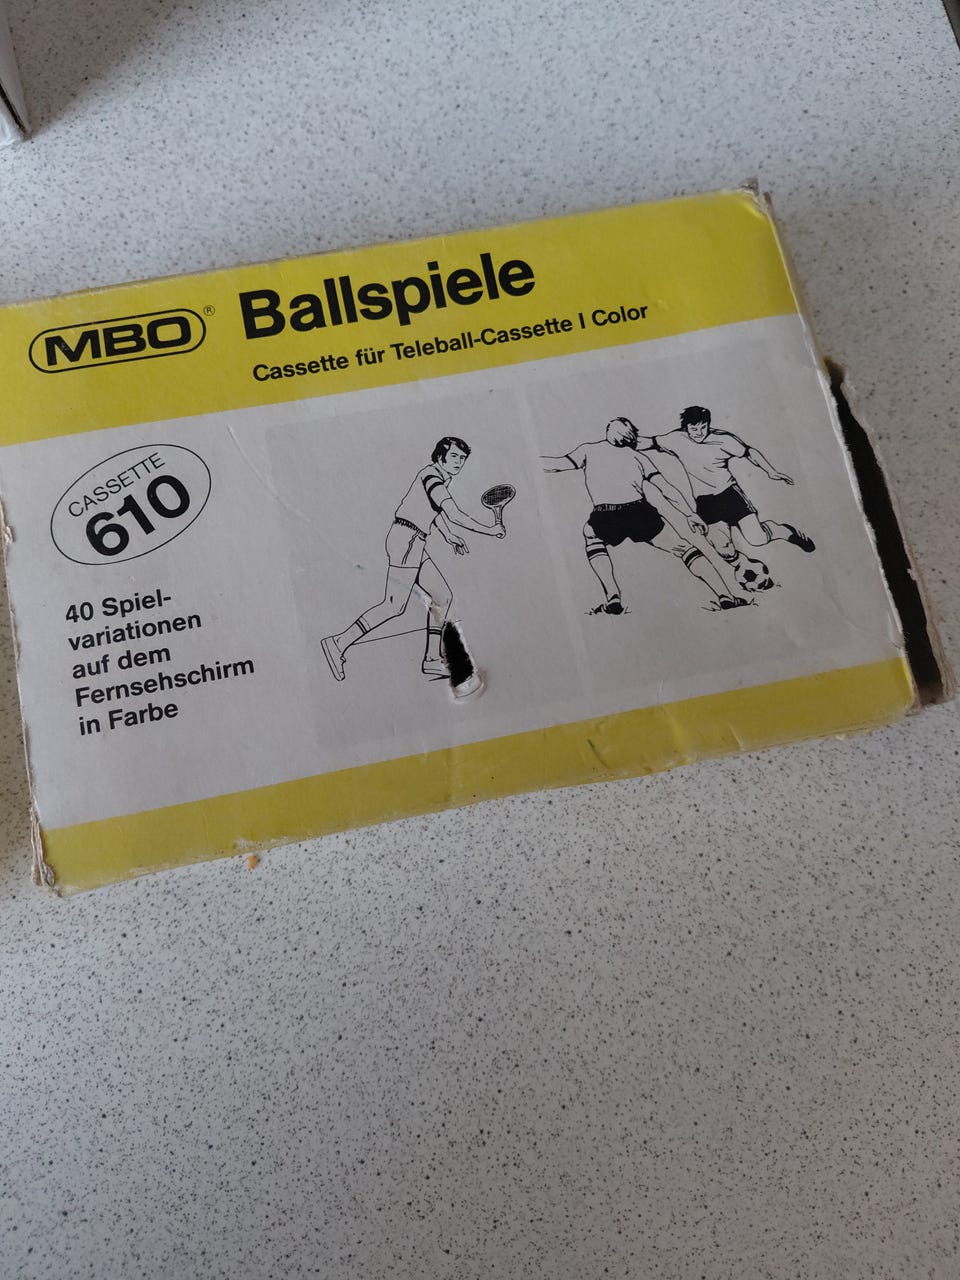 MBO®
Ballspiele
Cassette für Teleball-Cassette I Color
CASSETTE
610
40 Spiel-
variationen
auf dem
Fernsehschirm
in Farbe